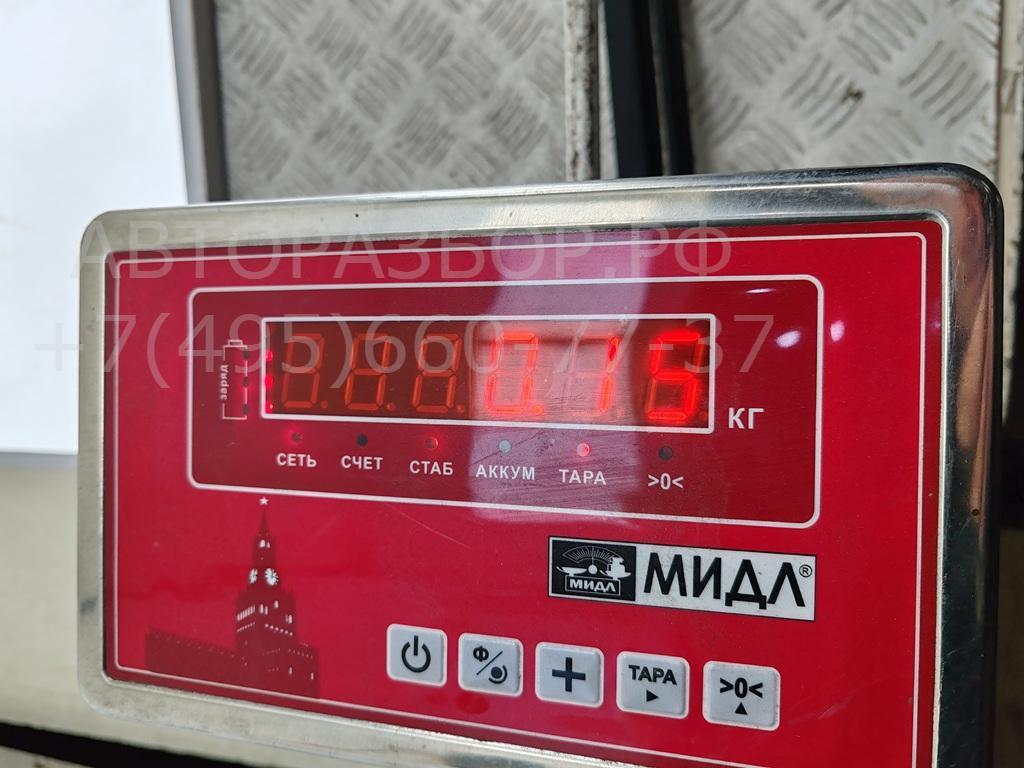 АВТОРАЗБОР.РФ
+7(495)660-77-37
заряд
0.15
КГ
СЕТЬ СЧЕТ СТАБ АККУМ ТАРА >0<
МИДЛ
МИДЛ®
Ф
ТАРА
>0<